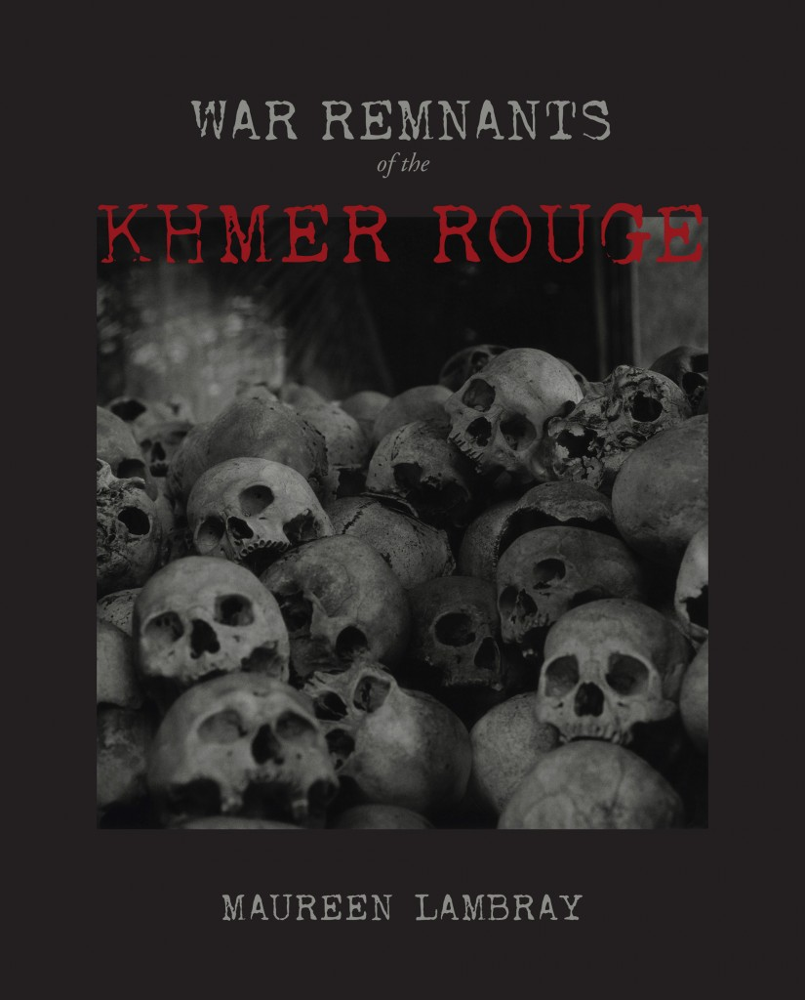 WAR REMNANTS
of the
KHMER ROUGE
MAUREEN LAMBRAY